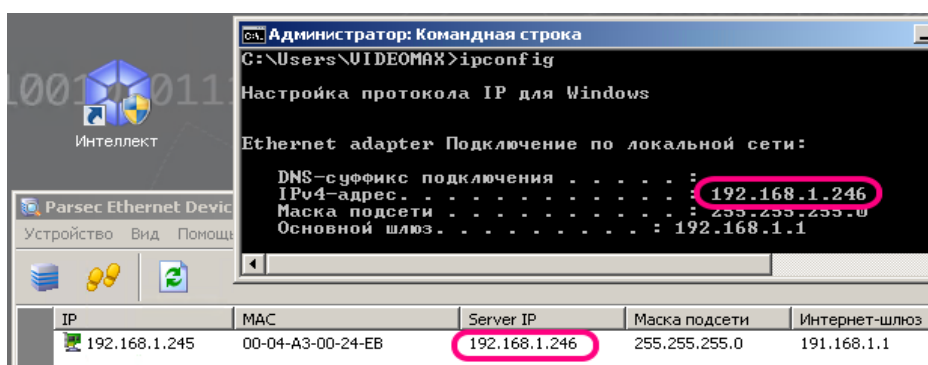 Администратор: Командная строка
C:\Users\VIDEOMAX>ipconfig
Настройка протокола IP для Windows
Ethernet adapter Подключение по локальной сети:
DNS-суффикс подключения . . . . . :
IPv4-адрес. . . . . . . . . . . . : 192.168.1.246
Маска подсети . . . . . . . . . . : 255.255.255.0
Основной шлюз. . . . . . . . . : 192.168.1.1
Интеллект
Parsec Ethernet Devic
Устройство Вид Помощь
IP MAC Server IP Маска подсети Интернет-шлюз
192.168.1.245 00-04-A3-00-24-EB 192.168.1.246 255.255.255.0 191.168.1.1